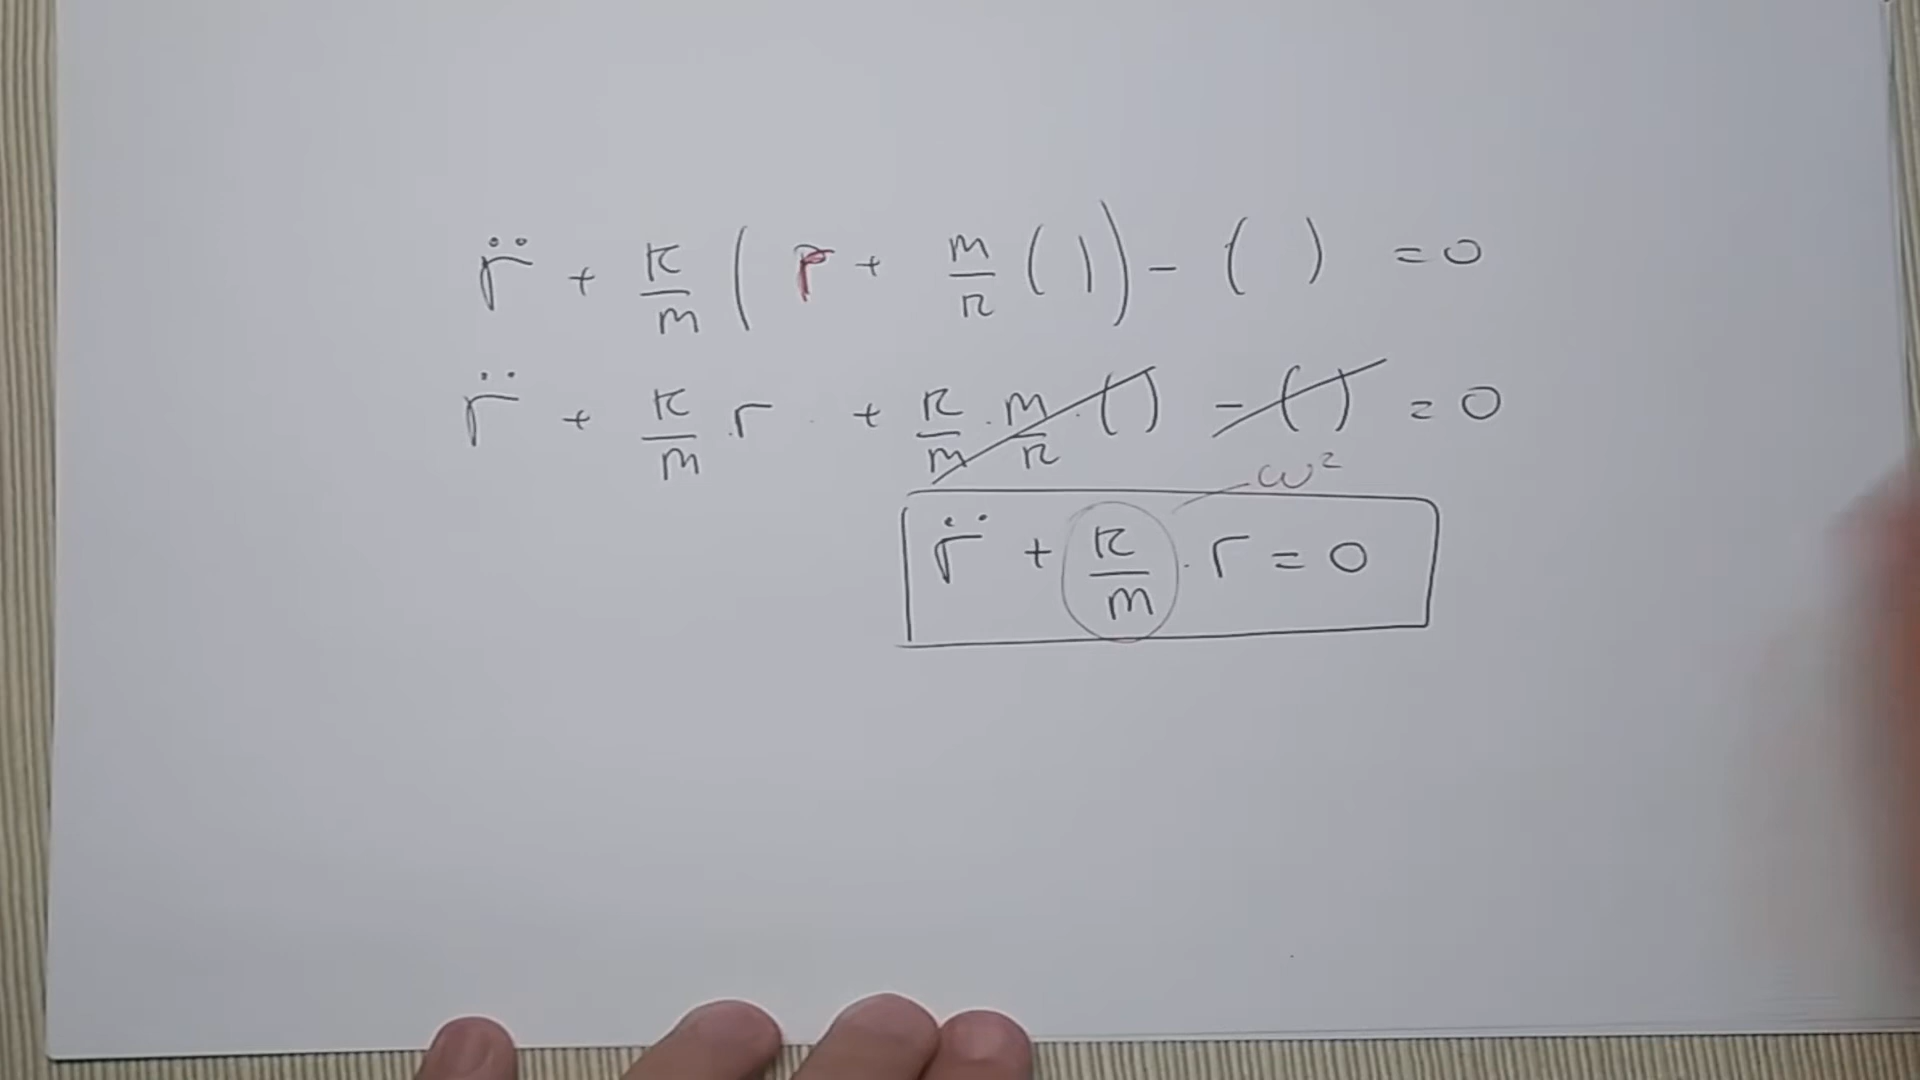 r̈ + k/m ( r + m/k ( ) ) - ( ) = 0
r̈ + k/m . r + k/m . m/k . ( ) - ( ) = 0
ω²
r̈ + k/m . r = 0